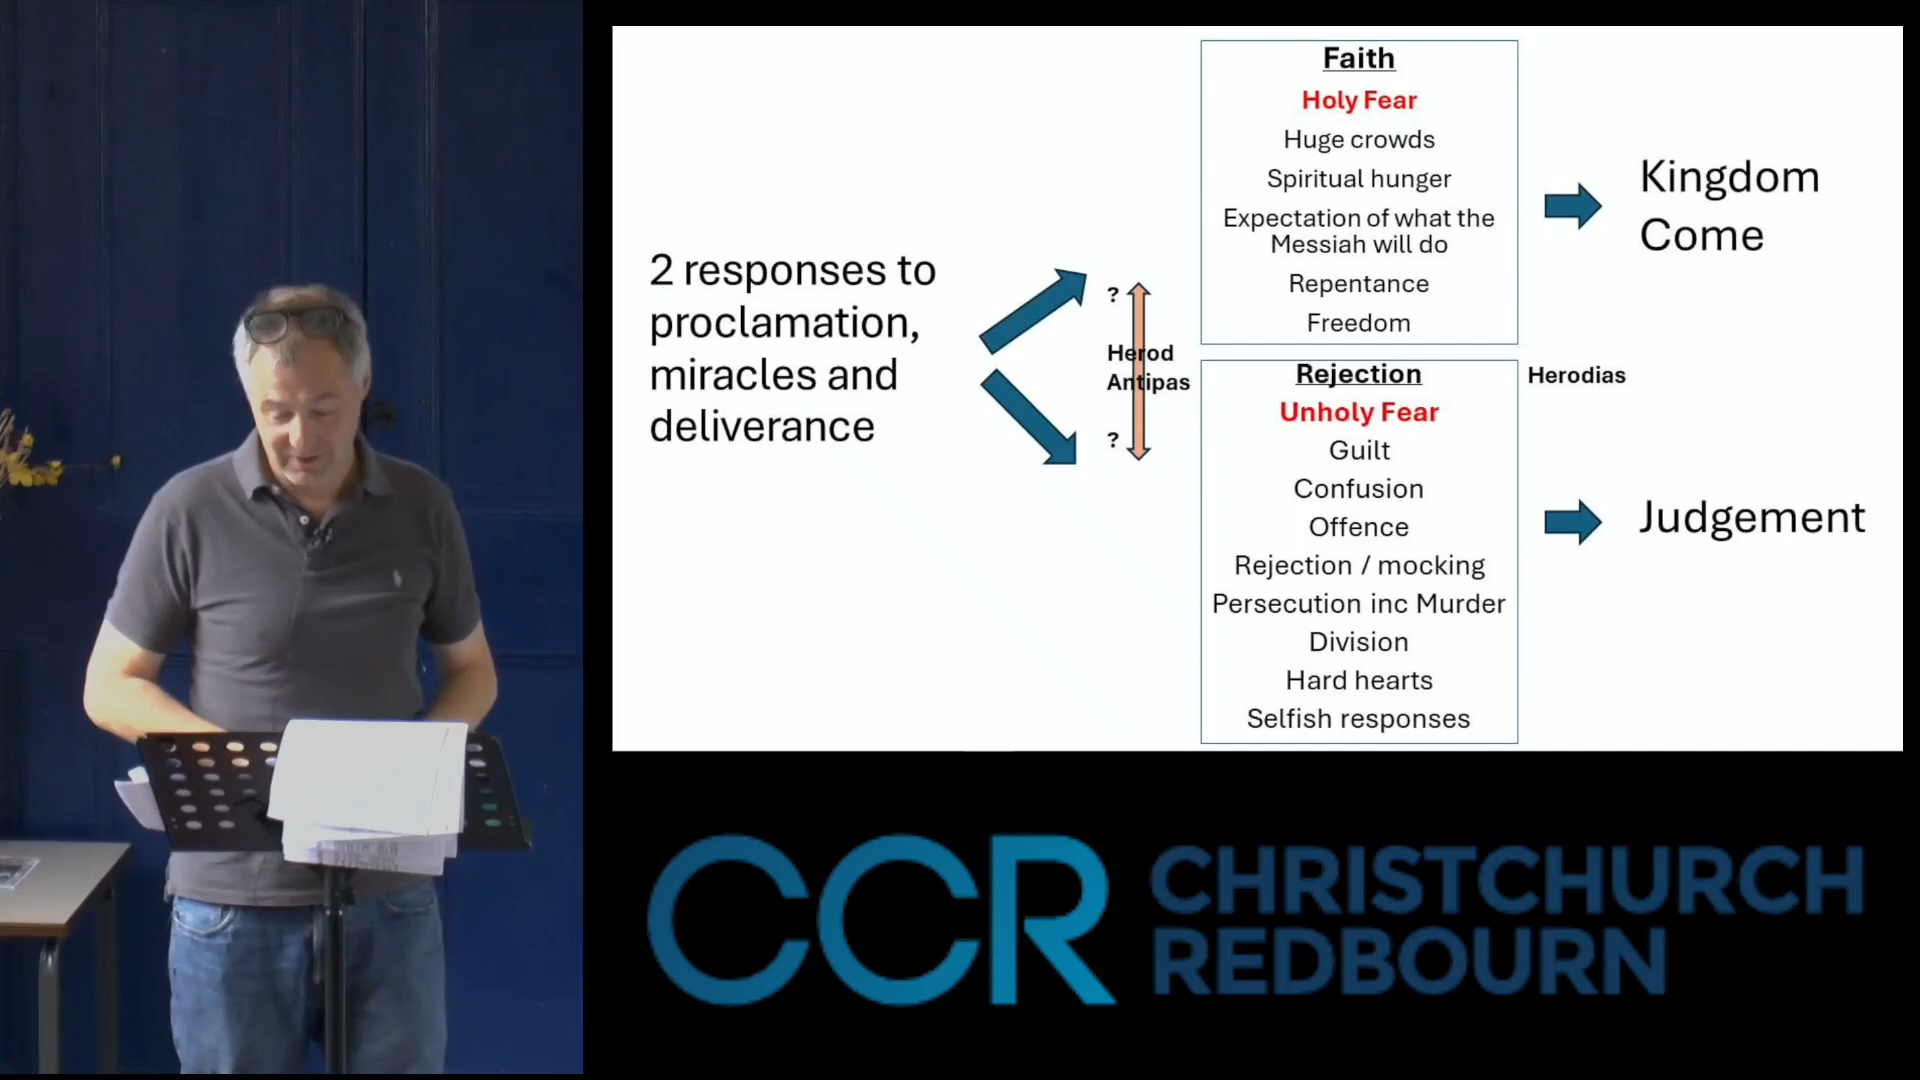 2 responses to
proclamation,
miracles and
deliverance
?
Herod
Antipas
?
Faith
Holy Fear
Huge crowds
Spiritual hunger
Expectation of what the
Messiah will do
Repentance
Freedom
Kingdom
Come
Rejection
Unholy Fear
Guilt
Confusion
Offence
Rejection / mocking
Persecution inc Murder
Division
Hard hearts
Selfish responses
Herodias
Judgement
CCR CHRISTCHURCH
REDBOURN